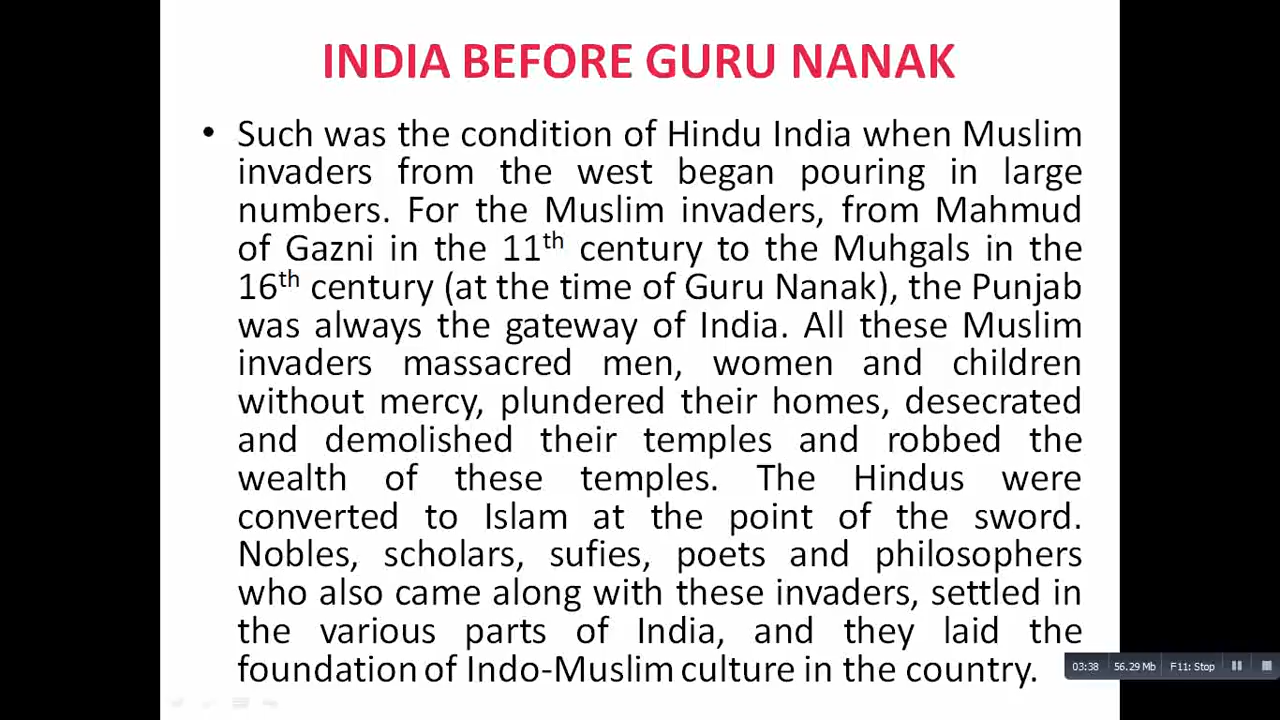 INDIA BEFORE GURU NANAK
• Such was the condition of Hindu India when Muslim
invaders from the west began pouring in large
numbers. For the Muslim invaders, from Mahmud
of Gazni in the 11th century to the Muhgals in the
16th century (at the time of Guru Nanak), the Punjab
was always the gateway of India. All these Muslim
invaders massacred men, women and children
without mercy, plundered their homes, desecrated
and demolished their temples and robbed the
wealth of these temples. The Hindus were
converted to Islam at the point of the sword.
Nobles, scholars, sufies, poets and philosophers
who also came along with these invaders, settled in
the various parts of India, and they laid the
foundation of Indo-Muslim culture in the country.
03:38 56.29 Mb F11: Stop